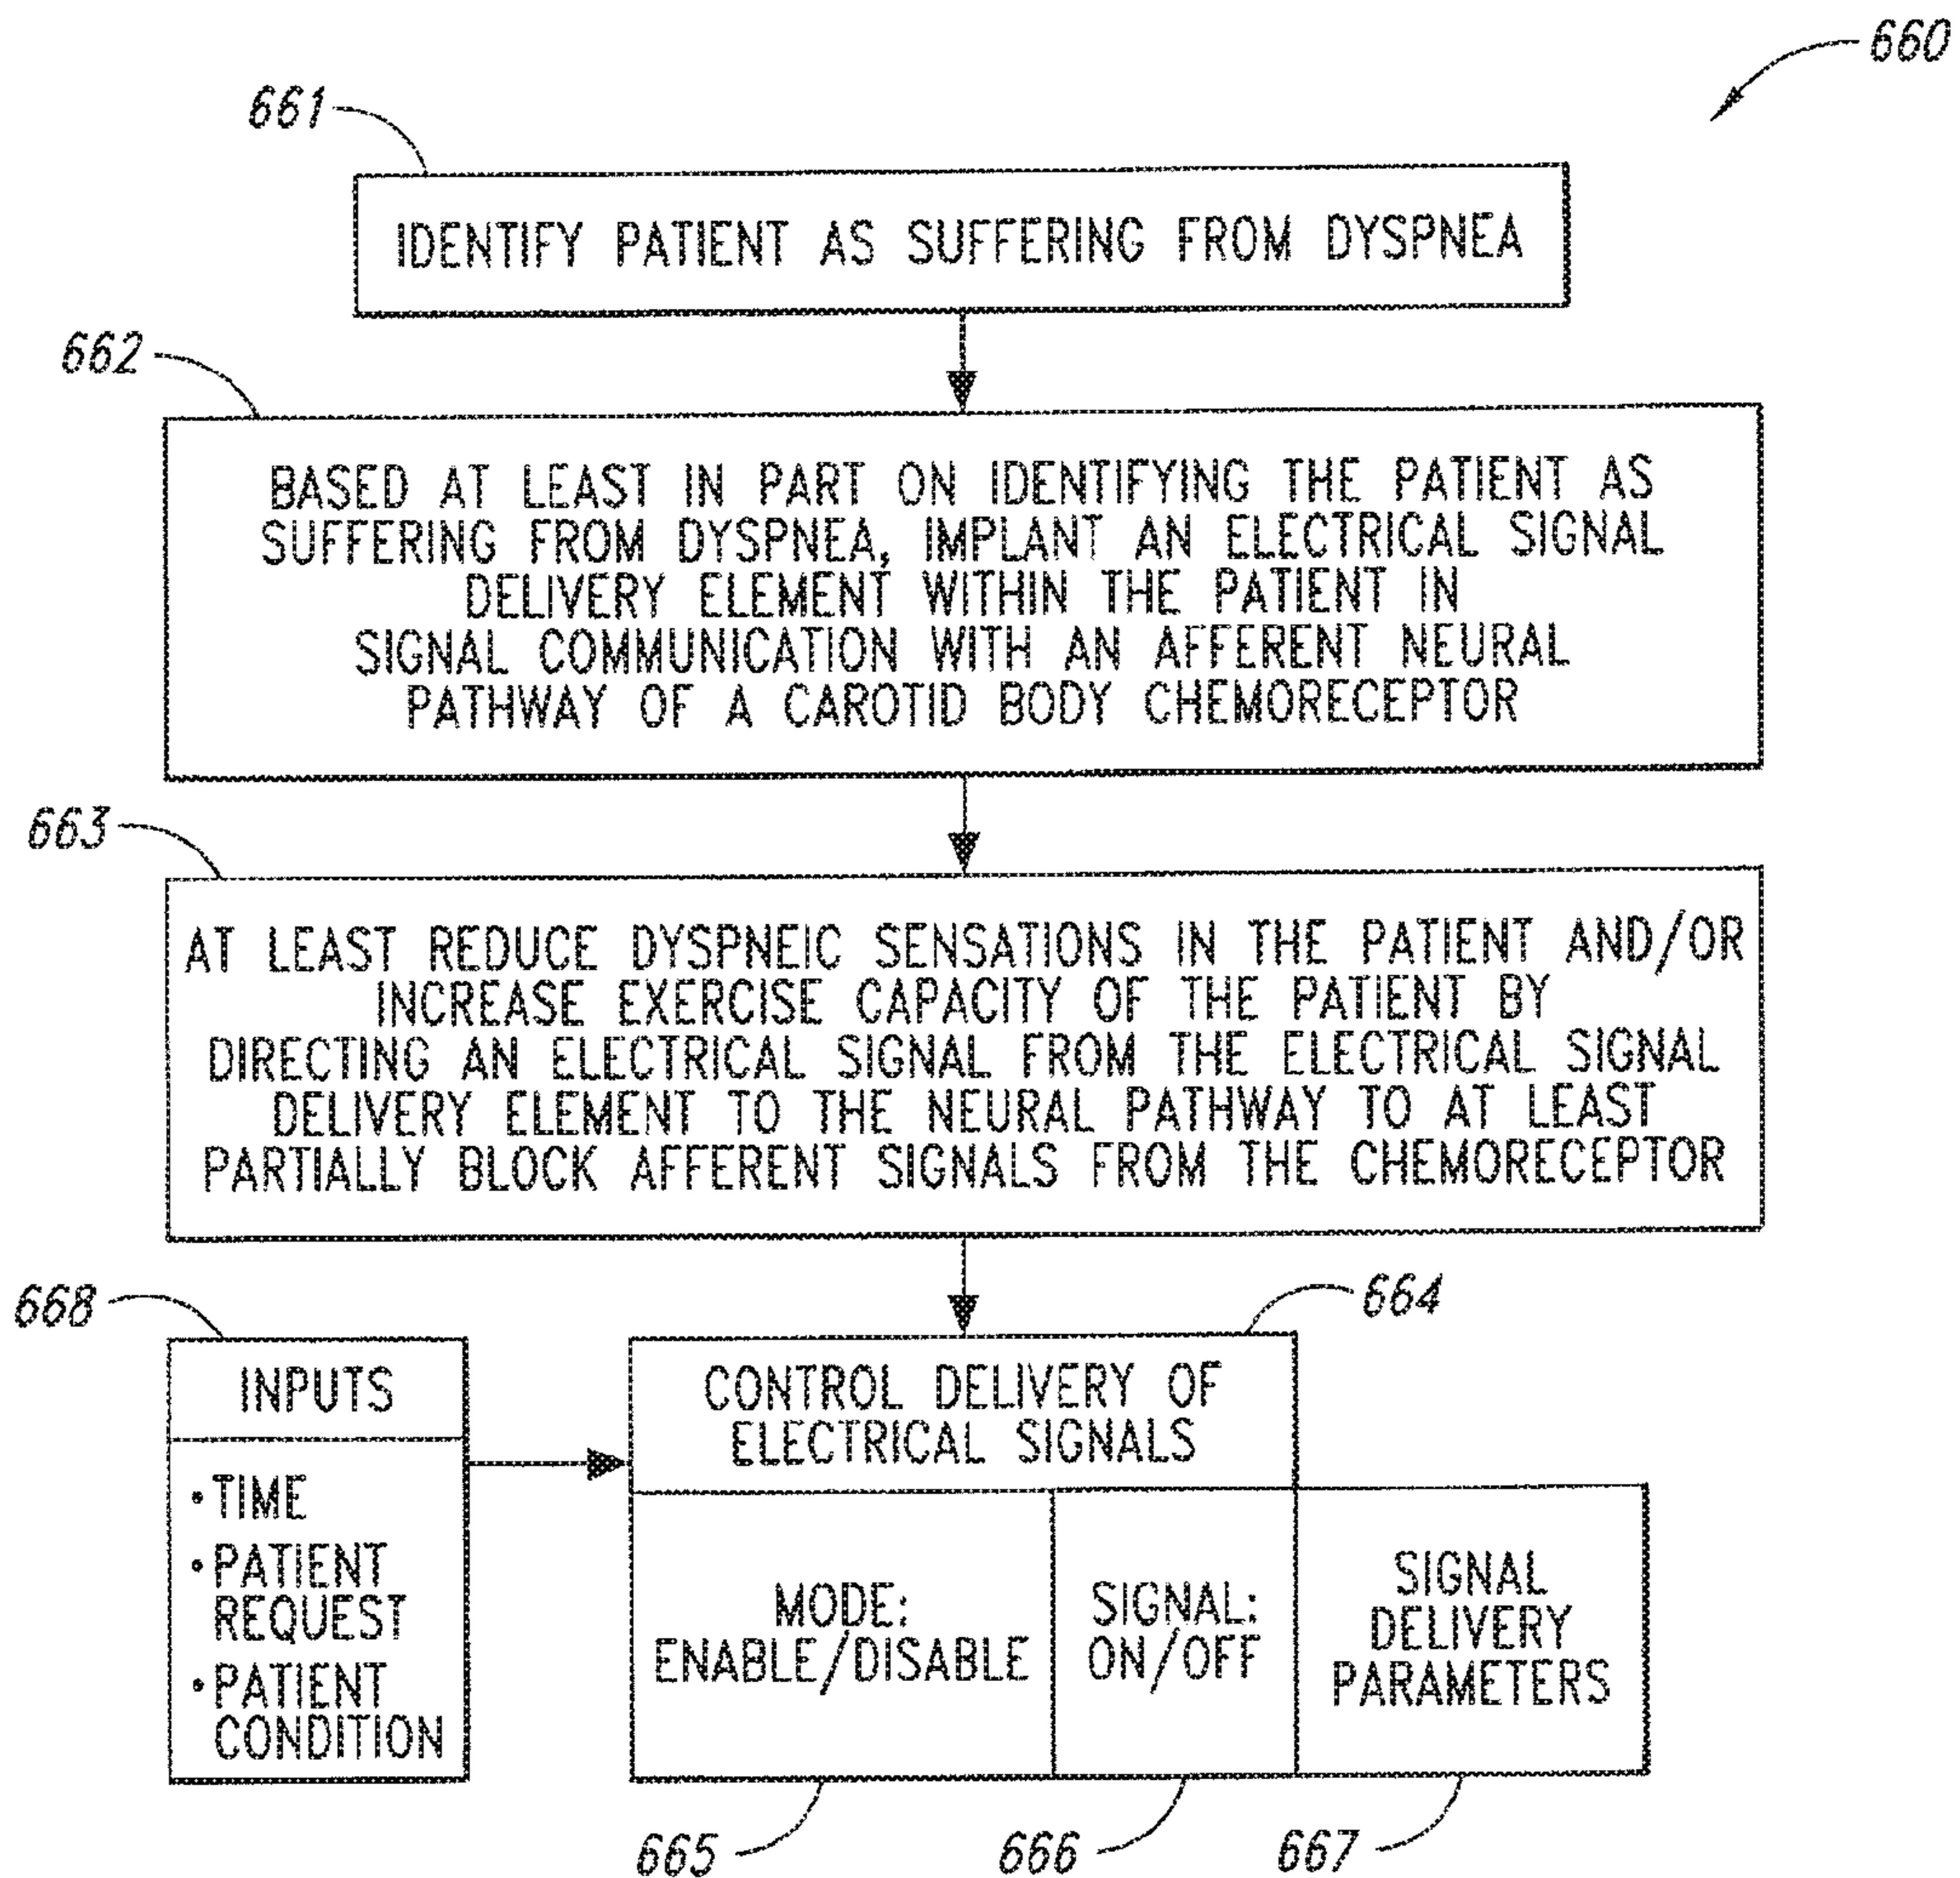 660
661
IDENTIFY PATIENT AS SUFFERING FROM DYSPNEA
662
BASED AT LEAST IN PART ON IDENTIFYING THE PATIENT AS
SUFFERING FROM DYSPNEA, IMPLANT AN ELECTRICAL SIGNAL
DELIVERY ELEMENT WITHIN THE PATIENT IN
SIGNAL COMMUNICATION WITH AN AFFERENT NEURAL
PATHWAY OF A CAROTID BODY CHEMORECEPTOR
663
AT LEAST REDUCE DYSPNEIC SENSATIONS IN THE PATIENT AND/OR
INCREASE EXERCISE CAPACITY OF THE PATIENT BY
DIRECTING AN ELECTRICAL SIGNAL FROM THE ELECTRICAL SIGNAL
DELIVERY ELEMENT TO THE NEURAL PATHWAY TO AT LEAST
PARTIALLY BLOCK AFFERENT SIGNALS FROM THE CHEMORECEPTOR
668
INPUTS
• TIME
• PATIENT
REQUEST
• PATIENT
CONDITION
664
CONTROL DELIVERY OF
ELECTRICAL SIGNALS
MODE:
ENABLE/DISABLE
SIGNAL:
ON/OFF
SIGNAL
DELIVERY
PARAMETERS
665
666
667